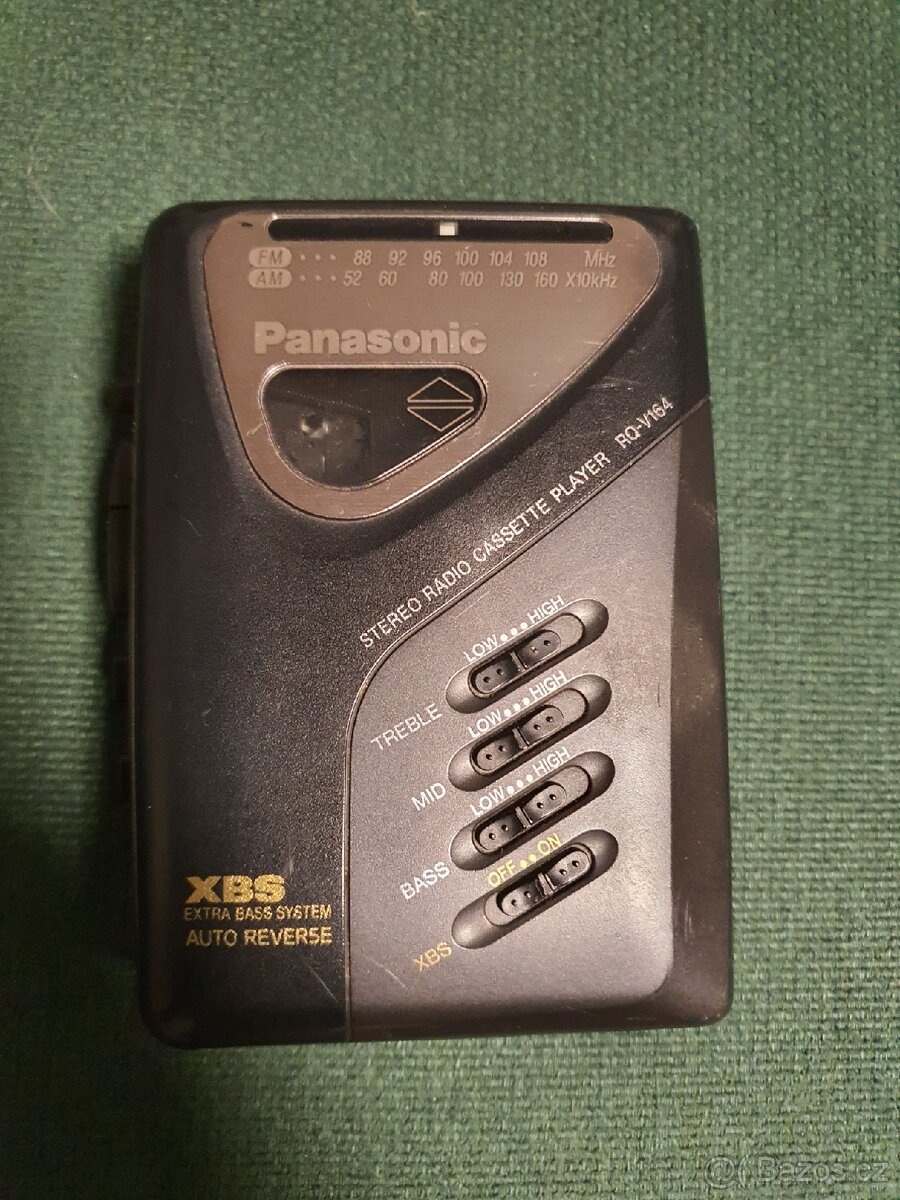 FM ··· 88 92 96 100 104 108 MHz
AM ··· 52 60 80 100 130 160 X10kHz
Panasonic
STEREO RADIO CASSETTE PLAYER RQ-V164
LOW●●●HIGH
TREBLE
LOW●●●HIGH
MID
LOW●●●HIGH
BASS
OFF●●ON
XBS
XBS
EXTRA BASS SYSTEM
AUTO REVERSE
Bazos.cz